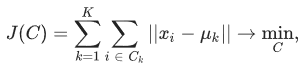 J(C) = \sum_{k=1}^{K} \sum_{i \in C_k} ||x_i - \mu_k|| \rightarrow \min_{C},